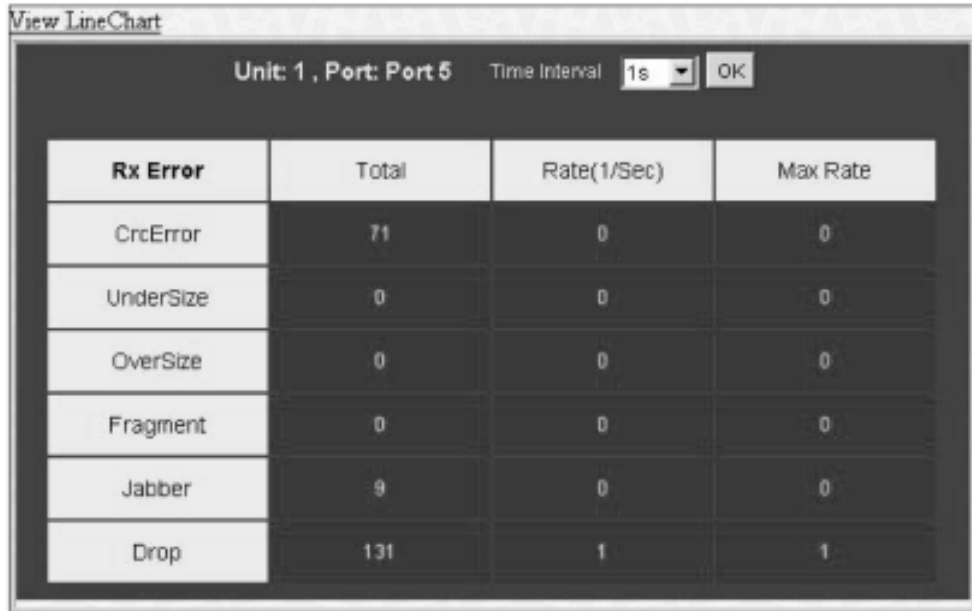 View LineChart
Unit: 1 , Port: Port 5 Time Interval 1s OK
Rx Error Total Rate(1/Sec) Max Rate
CrcError 71 0 0
UnderSize 0 0 0
OverSize 0 0 0
Fragment 0 0 0
Jabber 9 0 0
Drop 131 1 1